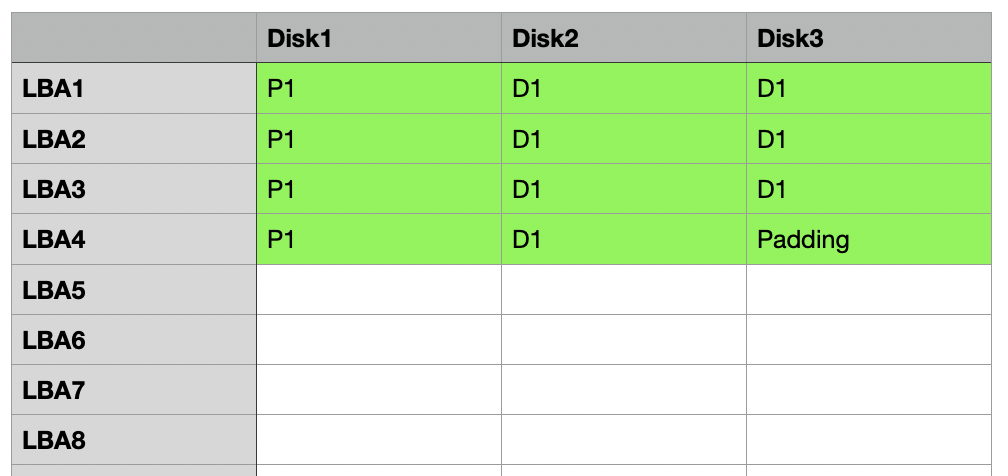 Disk1 Disk2 Disk3
LBA1 P1 D1 D1
LBA2 P1 D1 D1
LBA3 P1 D1 D1
LBA4 P1 D1 Padding
LBA5
LBA6
LBA7
LBA8